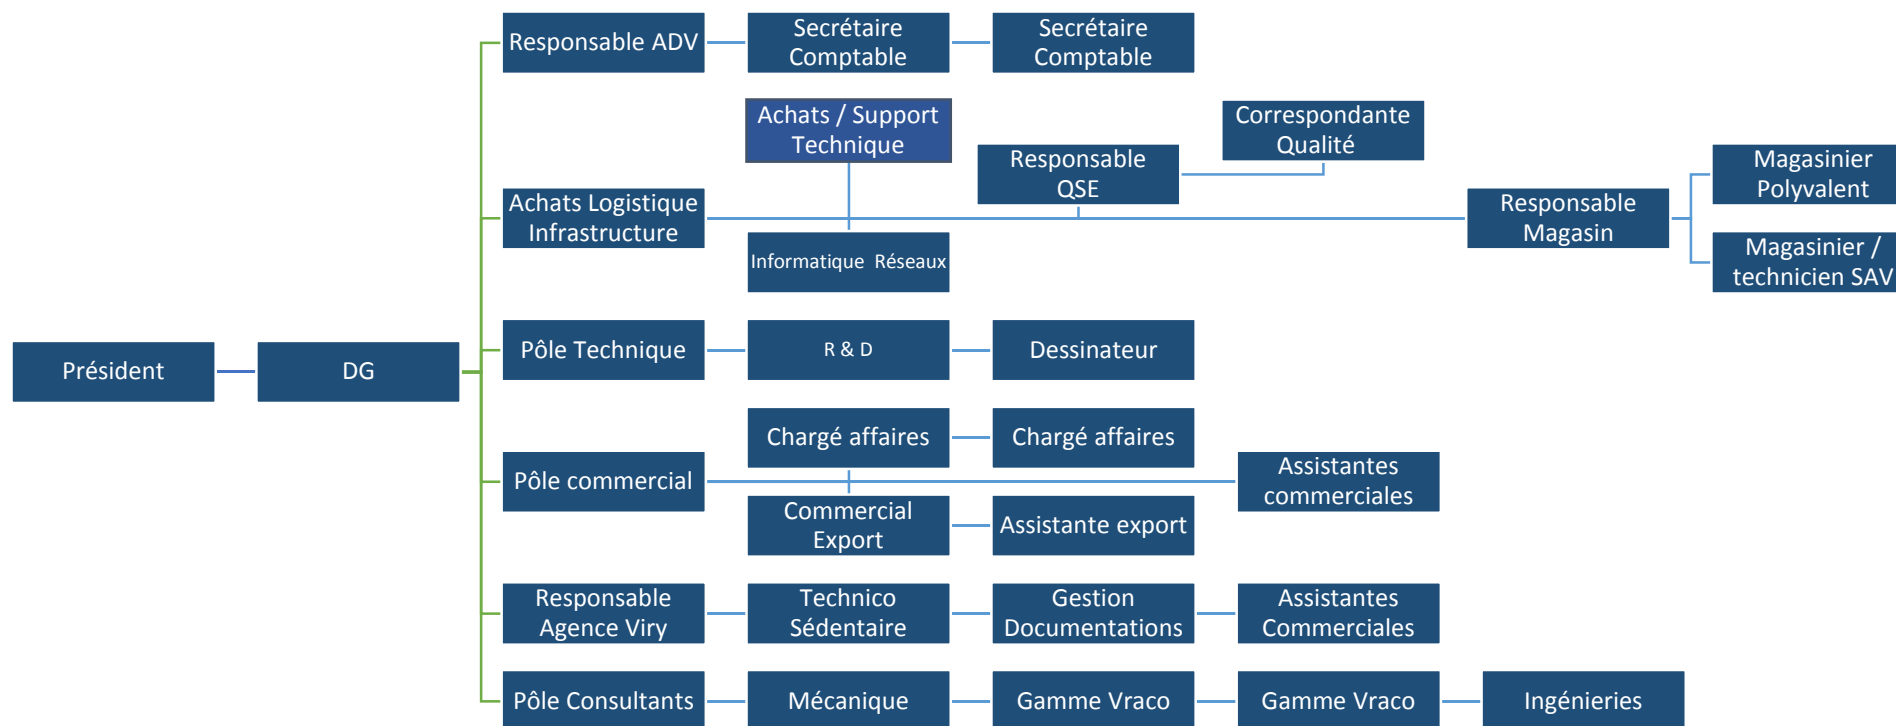 Président
DG
Responsable ADV
Secrétaire
Comptable
Secrétaire
Comptable
Achats Logistique
Infrastructure
Achats / Support
Technique
Informatique  Réseaux
Responsable
QSE
Correspondante
Qualité
Responsable
Magasin
Magasinier
Polyvalent
Magasinier /
technicien SAV
Pôle Technique
R & D
Dessinateur
Pôle commercial
Chargé affaires
Chargé affaires
Commercial
Export
Assistante export
Assistantes
commerciales
Responsable
Agence Viry
Technico
Sédentaire
Gestion
Documentations
Assistantes
Commerciales
Pôle Consultants
Mécanique
Gamme Vraco
Gamme Vraco
Ingénieries